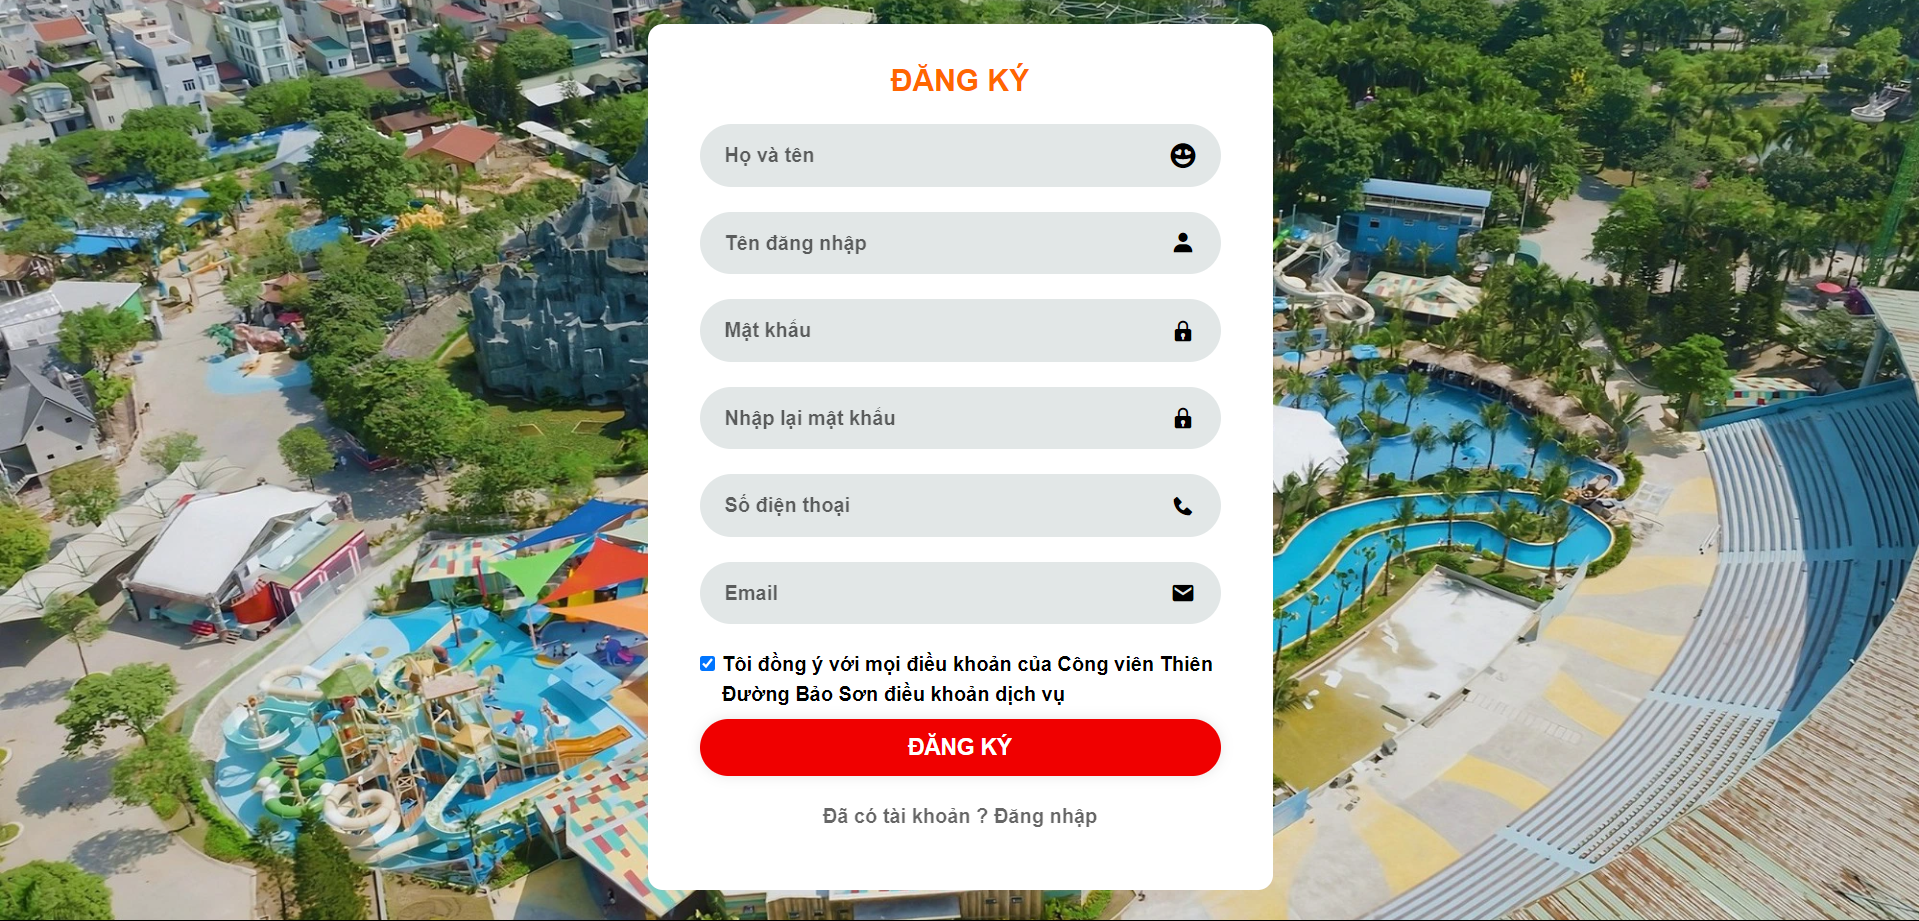 ĐĂNG KÝ
Họ và tên
Tên đăng nhập
Mật khẩu
Nhập lại mật khẩu
Số điện thoại
Email
Tôi đồng ý với mọi điều khoản của Công viên Thiên
Đường Bảo Sơn điều khoản dịch vụ
ĐĂNG KÝ
Đã có tài khoản ? Đăng nhập